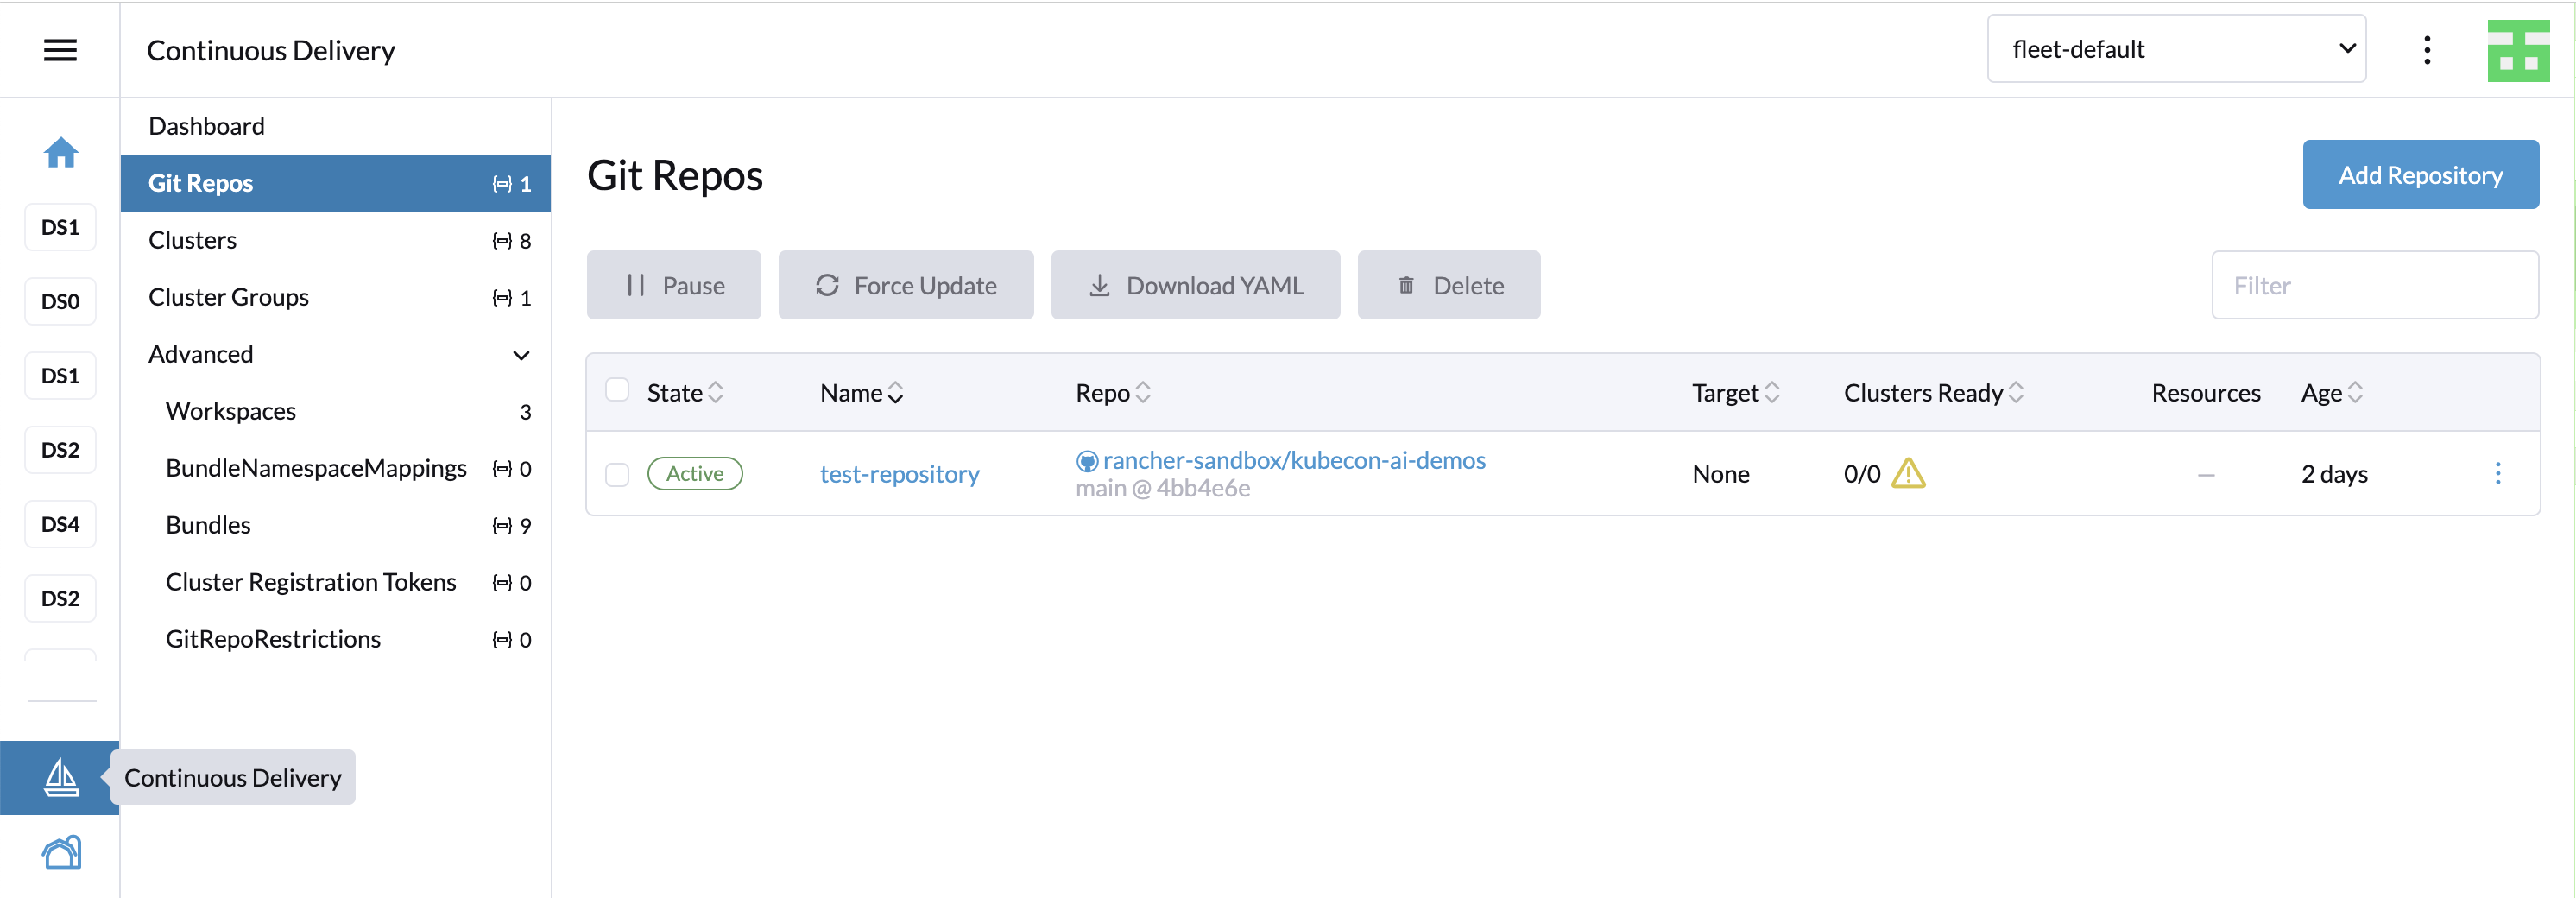 Continuous Delivery
fleet-default
Dashboard
Git Repos 1
Clusters 8
Cluster Groups 1
Advanced
Workspaces 3
BundleNamespaceMappings 0
Bundles 9
Cluster Registration Tokens 0
GitRepoRestrictions 0
DS1
DS0
DS1
DS2
DS4
DS2
Continuous Delivery
Git Repos
Add Repository
Pause
Force Update
Download YAML
Delete
Filter
State Name Repo Target Clusters Ready Resources Age
Active test-repository rancher-sandbox/kubecon-ai-demos None 0/0 — 2 days
main @ 4bb4e6e